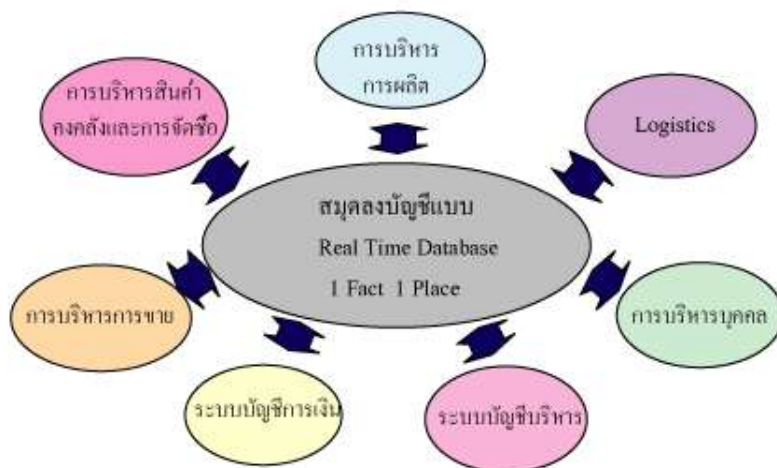 การบริหาร
การผลิต
การบริหารสินค้า
คงคลังและการจัดซื้อ
Logistics
สมุดลงบัญชีแบบ
Real Time Database
1 Fact 1 Place
การบริหารการขาย
การบริหารบุคคล
ระบบบัญชีการเงิน
ระบบบัญชีบริหาร